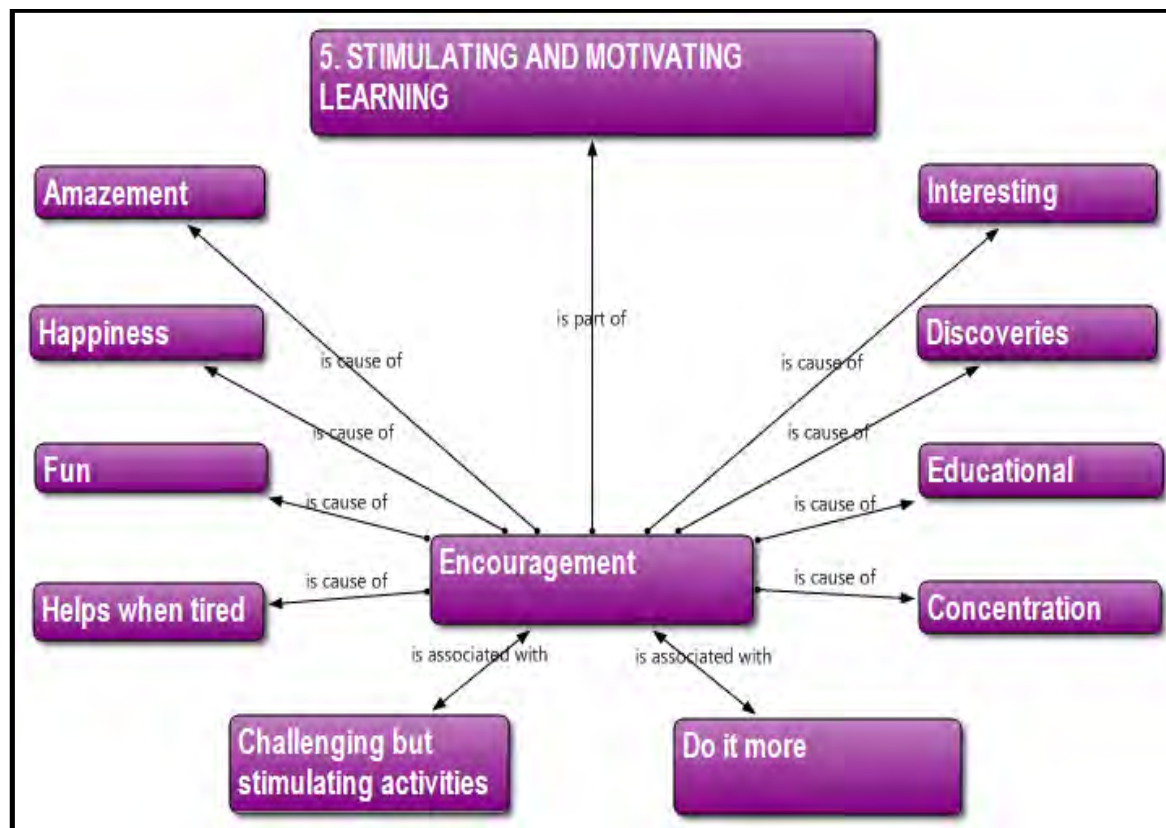 5. STIMULATING AND MOTIVATING
LEARNING
Amazement
Interesting
Happiness
is part of
Discoveries
is cause of
is cause of
is cause of
is cause of
Fun
Educational
is cause of
is cause of
Encouragement
Helps when tired
is cause of
is cause of
Concentration
is associated with
is associated with
Challenging but
stimulating activities
Do it more